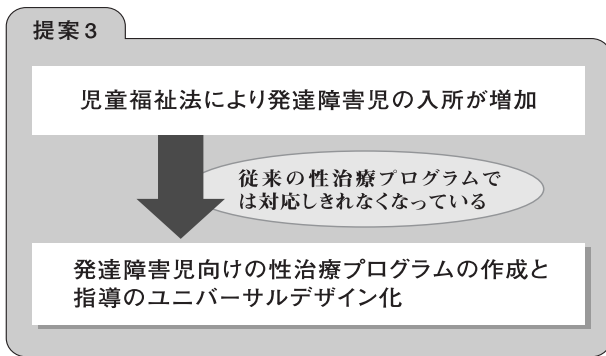 提案3
児童福祉法により発達障害児の入所が増加
従来の性治療プログラムで
は対応しきれなくなっている
発達障害児向けの性治療プログラムの作成と
指導のユニバーサルデザイン化